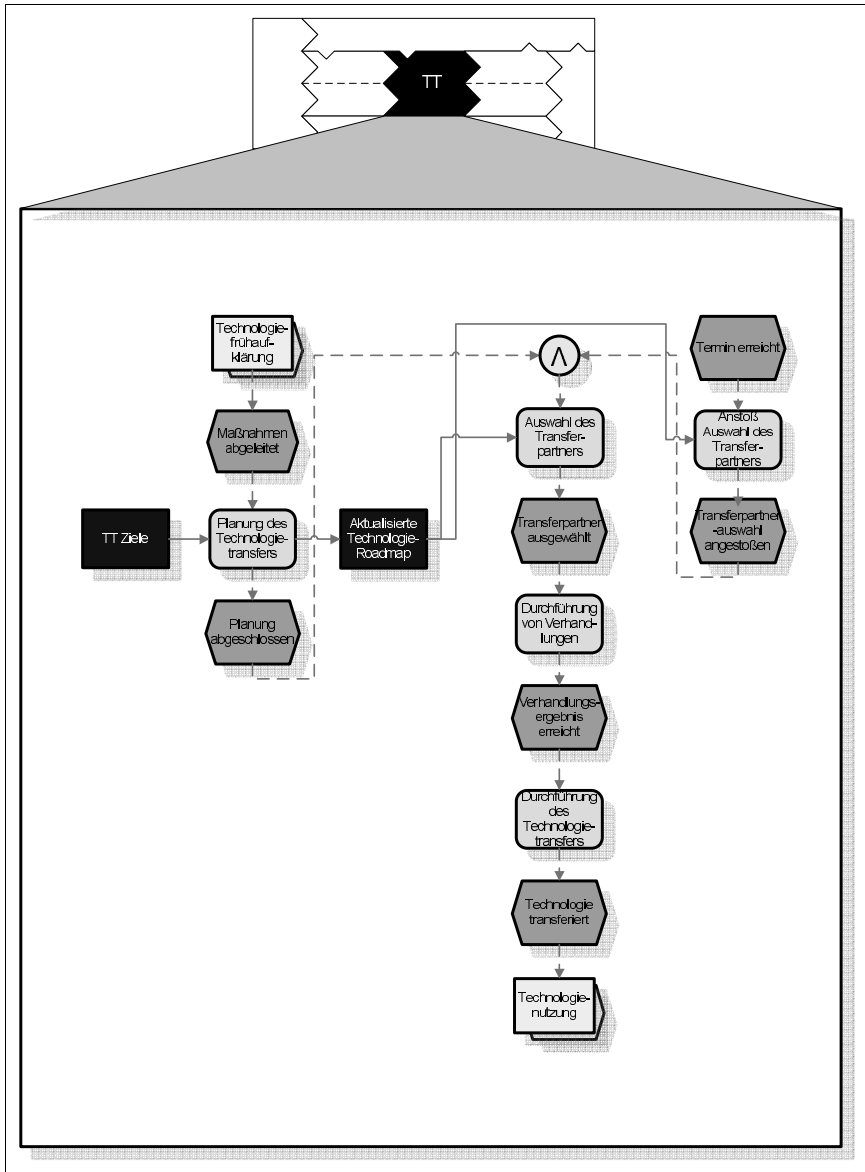 TT
Technologie-
frühauf-
klärung
Maßnahmen
abgeleitet
TT Ziele
Planung des
Technologie-
transfers
Planung
abgeschlossen
Aktualisierte
Technologie-
Roadmap
Λ
Auswahl des
Transfer-
partners
Transferpartner
ausgewählt
Durchführung
von Verhand-
lungen
Verhandlungs-
ergebnis
erreicht
Durchführung
des
Technologie-
transfers
Technologie
transferiert
Technologie-
nutzung
Termin erreicht
Anstoß
Auswahl des
Transfer-
partners
Transferpartner
-auswahl
angestoßen